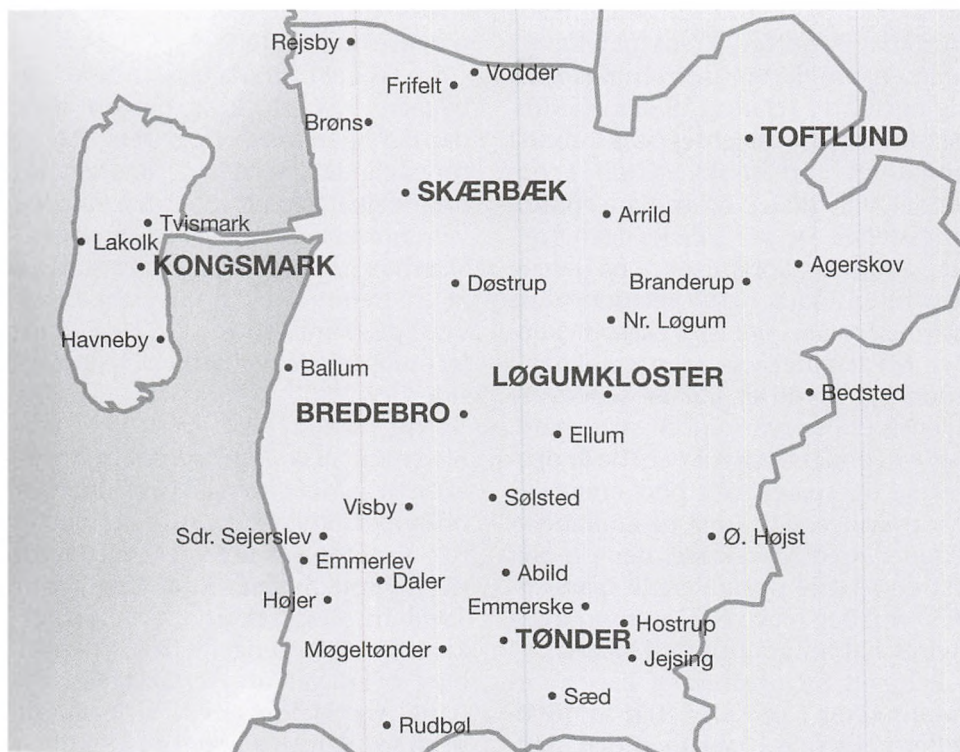 Rejsby
Vodder
Frifelt
Brøns
TOFTLUND
SKÆRBÆK
Arrild
Tvismark
Lakolk
KONGSMARK
Agerskov
Døstrup
Branderup
Nr. Løgum
Havneby
Ballum
LØGUMKLOSTER
Bedsted
BREDEBRO
Ellum
Sølsted
Visby
Sdr. Sejerslev
Ø. Højst
Emmerlev
Abild
Daler
Højer
Emmerske
Hostrup
TØNDER
Møgeltønder
Jejsing
Sæd
Rudbøl